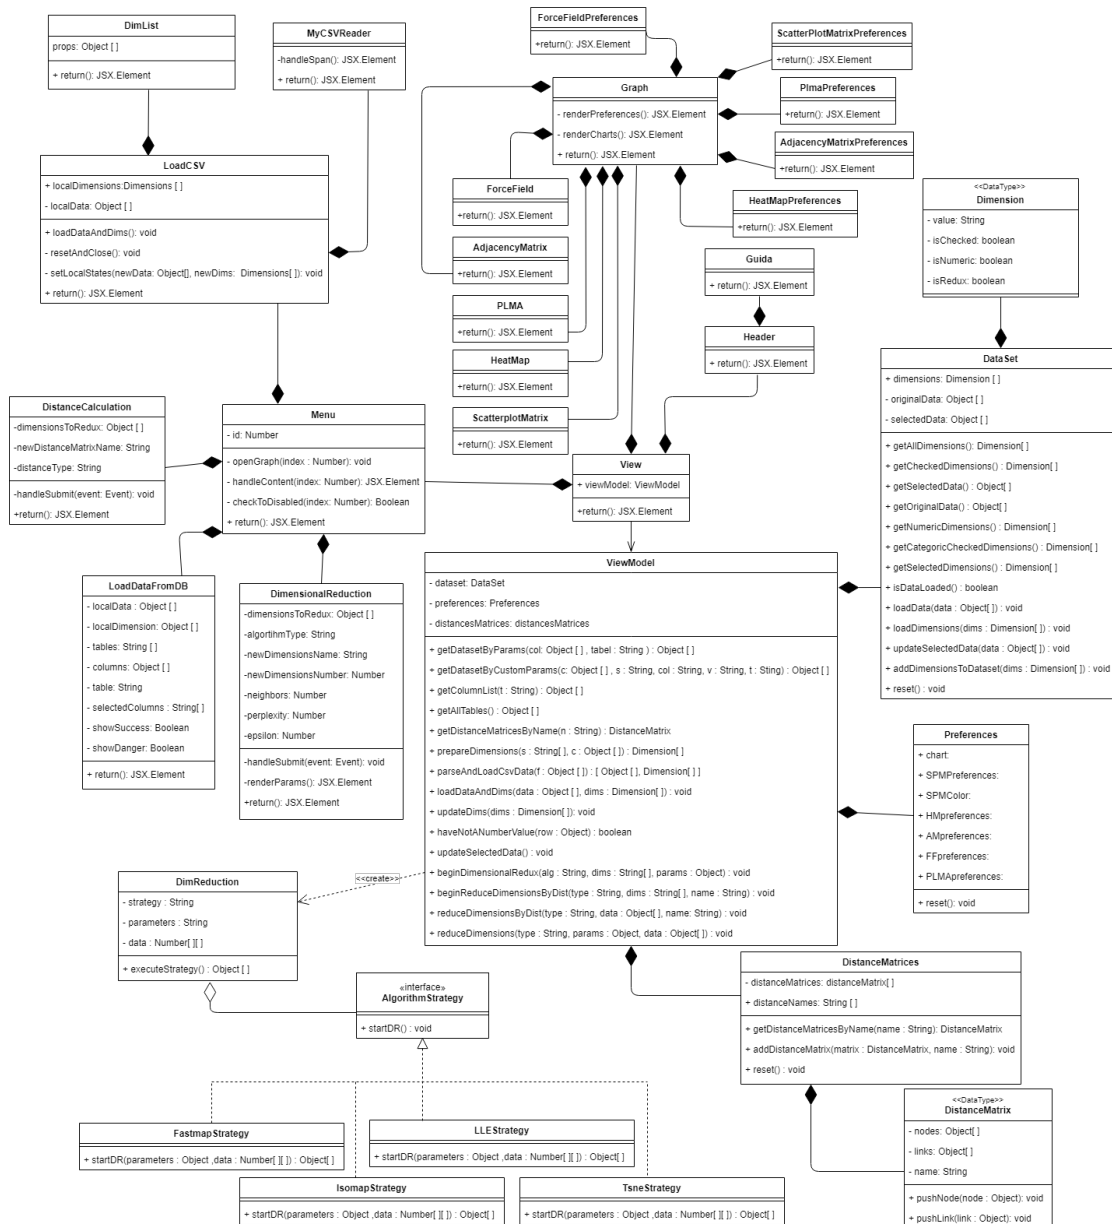 DimList
props: Object [ ]
+ return(): JSX.Element
MyCSVReader
-handleSpan(): JSX.Element
+ return(): JSX.Element
ForceFieldPreferences
+return(): JSX.Element
ScatterPlotMatrixPreferences
+return(): JSX.Element
Graph
- renderPreferences(): JSX.Element
- renderCharts(): JSX.Element
+ return(): JSX.Element
PlmaPreferences
+return(): JSX.Element
AdjacencyMatrixPreferences
+return(): JSX.Element
LoadCSV
+ localDimensions:Dimensions [ ]
- localData: Object [ ]
+ loadDataAndDims(): void
- resetAndClose(): void
- setLocalStates(newData: Object[], newDims:  Dimensions[ ]): void
+ return(): JSX.Element
ForceField
+return(): JSX.Element
HeatMapPreferences
+return(): JSX.Element
<<DataType>>
Dimension
- value: String
- isChecked: boolean
- isNumeric: boolean
- isRedux: boolean
AdjacencyMatrix
+return(): JSX.Element
Guida
+return(): JSX.Element
PLMA
+return(): JSX.Element
Header
+ return(): JSX.Element
HeatMap
+return(): JSX.Element
ScatterplotMatrix
+return(): JSX.Element
DataSet
+ dimensions: Dimension [ ]
- originalData: Object [ ]
- selectedData: Object [ ]
+ getAllDimensions(): Dimension[ ]
+ getCheckedDimensions() : Dimension[ ]
+ getSelectedData() : Object[ ]
+ getOriginalData() : Object[ ]
+ getNumericDimensions() : Dimension[ ]
+ getCategoricCheckedDimensions() : Dimension[ ]
+ getSelectedDimensions() : Dimension[ ]
+ isDataLoaded() : boolean
+ loadData(data : Object[ ]) : void
+ loadDimensions(dims : Dimension[ ]) : void
+ updateSelectedData(data : Object[ ]) : void
+ addDimensionsToDataset(dims : Dimension[ ]) : void
+ reset() : void
DistanceCalculation
-dimensionsToRedux: Object [ ]
-newDistanceMatrixName: String
-distanceType: String
-handleSubmit(event: Event): void
+return(): JSX.Element
Menu
- id: Number
- openGraph(index : Number): void
- handleContent(index: Number): JSX.Element
- checkToDisabled(index: Number): Boolean
+ return(): JSX.Element
View
+ viewModel: ViewModel
+return(): JSX.Element
LoadDataFromDB
- localData : Object [ ]
- localDimension: Object [ ]
- tables : String [ ]
- columns: Object [ ]
- table: String
- selectedColumns : String[ ]
- showSuccess: Boolean
- showDanger: Boolean
+ return(): JSX.Element
DimensionalReduction
-dimensionsToRedux: Object [ ]
-algortihmType: String
-newDimensionsName: String
-newDimensionsNumber: Number
-neighbors: Number
-perplexity: Number
-epsilon: Number
-handleSubmit(event: Event): void
-renderParams(): JSX.Element
+return(): JSX.Element
ViewModel
- dataset: DataSet
- preferences: Preferences
- distancesMatrices: distancesMatrices
+ getDatasetByParams(col: Object [ ] , tabel : String ) : Object [ ]
+ getDatasetByCustomParams(c: Object [ ] , s : String, col : String, v : String, t : Sting) : Object [ ]
+ getColumnList(t : String) : Object [ ]
+ getAllTables() : Object [ ]
+ getDistanceMatricesByName(n : String) : DistanceMatrix
+ prepareDimensions(s : String[ ], c : Object [ ]) : Dimension[ ]
+ parseAndLoadCsvData(f : Object [ ]) : [ Object [ ], Dimension[ ] ]
+ loadDataAndDims(data : Object [ ], dims : Dimension[ ]) : void
+ updateDims(dims : Dimension[ ]): void
+ haveNotANumberValue(row : Object) : boolean
+ updateSelectedData() : void
+ beginDimensionalRedux(alg : String, dims : String[ ], params : Object) : void
+ beginReduceDimensionsByDist(type : String, dims : String[ ], name : String) : void
+ reduceDimensionsByDist(type : String, data : Object[ ], name: String) : void
+ reduceDimensions(type : String, params : Object, data : Object[ ]) : void
Preferences
+ chart:
+ SPMPreferences:
+ SPMColor:
+ HMpreferences:
+ AMpreferences:
+ FFpreferences:
+ PLMApreferences:
+ reset(): void
<<create>>
DimReduction
- strategy : String
- parameters : String
- data : Number[ ][ ]
+ executeStrategy() : Object [ ]
«interface»
AlgorithmStrategy
+ startDR() : void
DistanceMatrices
- distanceMatrices: distanceMatrix[ ]
+ distanceNames: String [ ]
+ getDistanceMatricesByName(name : String): DistanceMatrix
+ addDistanceMatrix(matrix : DistanceMatrix, name : String): void
+ reset() : void
<<DataType>>
DistanceMatrix
- nodes: Object[ ]
- links: Object[ ]
- name: String
+ pushNode(node : Object): void
+ pushLink(link : Object): void
FastmapStrategy
+ startDR(parameters : Object ,data : Number[ ][ ]) : Object[ ]
LLEStrategy
+ startDR(parameters : Object ,data : Number[ ][ ]) : Object[ ]
IsomapStrategy
+ startDR(parameters : Object ,data : Number[ ][ ]) : Object[ ]
TsneStrategy
+ startDR(parameters : Object ,data : Number[ ][ ]) : Object[ ]